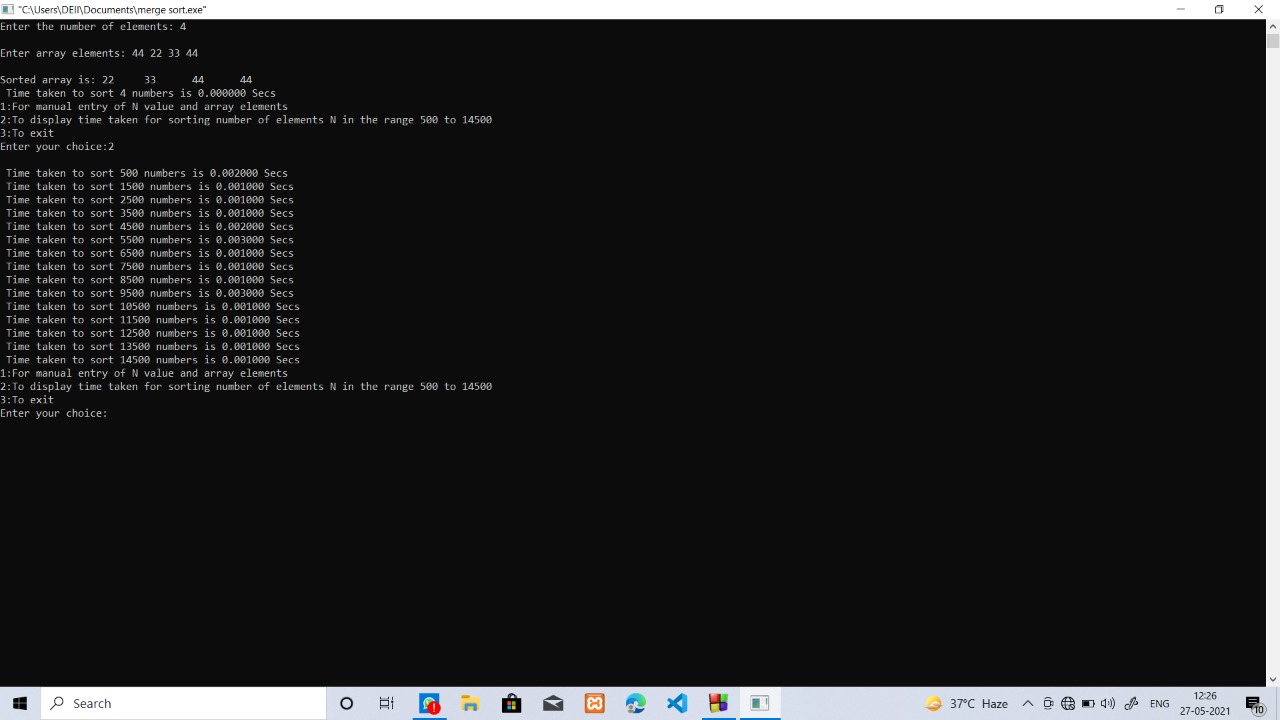 "C:\Users\DEll\Documents\merge sort.exe"
Enter the number of elements: 4
Enter array elements: 44 22 33 44
Sorted array is: 22 33 44 44
Time taken to sort 4 numbers is 0.000000 Secs
1:For manual entry of N value and array elements
2:To display time taken for sorting number of elements N in the range 500 to 14500
3:To exit
Enter your choice:2
Time taken to sort 500 numbers is 0.002000 Secs
Time taken to sort 1500 numbers is 0.001000 Secs
Time taken to sort 2500 numbers is 0.001000 Secs
Time taken to sort 3500 numbers is 0.001000 Secs
Time taken to sort 4500 numbers is 0.002000 Secs
Time taken to sort 5500 numbers is 0.003000 Secs
Time taken to sort 6500 numbers is 0.001000 Secs
Time taken to sort 7500 numbers is 0.001000 Secs
Time taken to sort 8500 numbers is 0.001000 Secs
Time taken to sort 9500 numbers is 0.003000 Secs
Time taken to sort 10500 numbers is 0.001000 Secs
Time taken to sort 11500 numbers is 0.001000 Secs
Time taken to sort 12500 numbers is 0.001000 Secs
Time taken to sort 13500 numbers is 0.001000 Secs
Time taken to sort 14500 numbers is 0.001000 Secs
1:For manual entry of N value and array elements
2:To display time taken for sorting number of elements N in the range 500 to 14500
3:To exit
Enter your choice:
Search
37°C Haze
ENG
12:26
27-05-2021
10